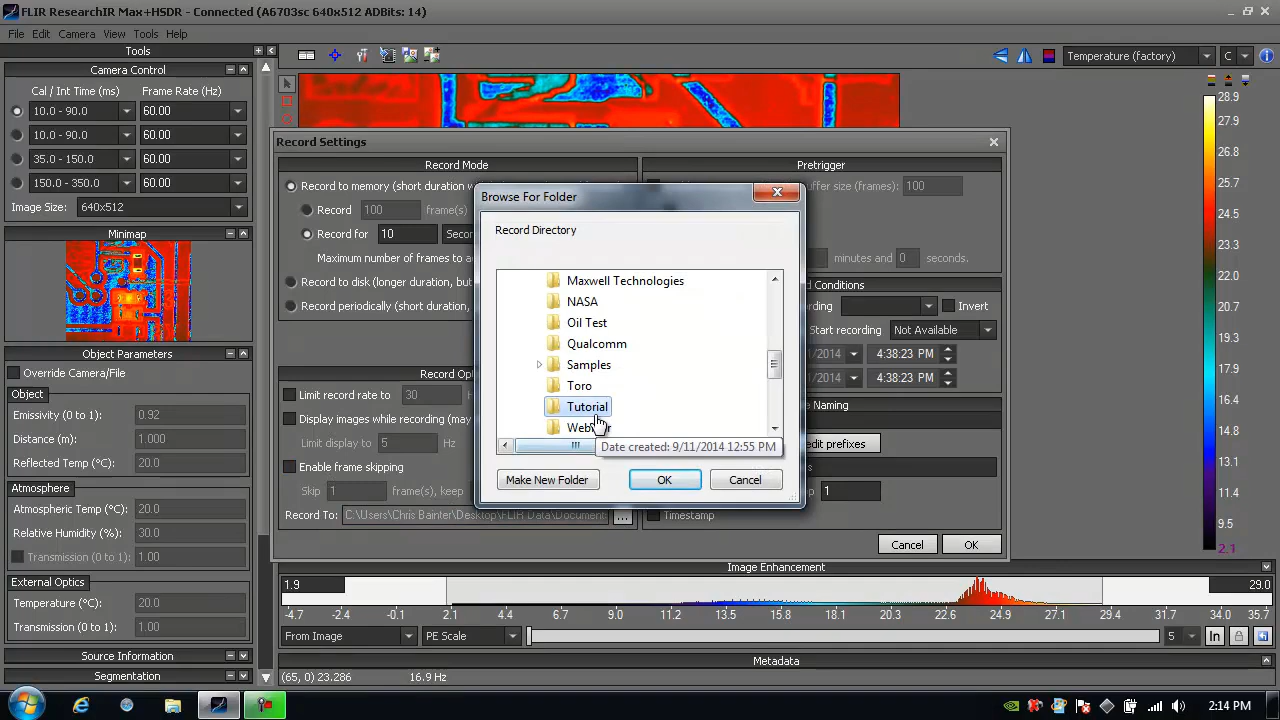 FLIR ResearchIR Max+HSDR - Connected (A6703sc 640x512 ADBits: 14)
File Edit Camera View Tools Help
Tools
Temperature (factory) C
Camera Control
Cal / Int Time (ms) Frame Rate (Hz)
10.0 - 90.0 60.00
10.0 - 90.0 60.00
35.0 - 150.0 60.00
150.0 - 350.0 60.00
Image Size: 640x512
Minimap
Object Parameters
Override Camera/File
Object
Emissivity (0 to 1): 0.92
Distance (m): 1.000
Reflected Temp (°C): 20.0
Atmosphere
Atmospheric Temp (°C): 20.0
Relative Humidity (%): 30.0
Transmission (0 to 1): 1.00
External Optics
Temperature (°C): 20.0
Transmission (0 to 1): 1.00
Source Information
Segmentation
Record Settings
Record Mode
Record to memory (short duration w
Record 100 frame(s)
Record for 10 Secon
Maximum number of frames to a
Record to disk (longer duration, but
Record periodically (short duration,
Record Opti
Limit record rate to 30
Display images while recording (may
Limit display to 5 Hz
Enable frame skipping
Skip 1 frame(s), keep
Record To: C:\Users\Chris Bainter\Desktop\FLIR Data\Document ...
Pretrigger
uffer size (frames): 100
minutes and 0 seconds.
d Conditions
ording Invert
Start recording Not Available
/2014 4:38:23 PM
/2014 4:38:23 PM
Naming
edit prefixes
1
Timestamp
Cancel OK
Browse For Folder
Record Directory
Maxwell Technologies
NASA
Oil Test
Qualcomm
Samples
Toro
Tutorial
Web
Date created: 9/11/2014 12:55 PM
Make New Folder OK Cancel
28.9
27.9
26.8
25.7
24.5
23.4
22.0
20.3
18.4
16.3
13.7
11.4
9.5
2.1
Image Enhancement
1.9 29.0
-4.7 -2.4 -0.1 2.1 4.4 6.7 9.0 11.3 13.5 15.8 18.1 20.3 22.6 24.9 27.1 29.4 31.7 34.0 35.7
From Image PE Scale 5 In
Metadata
(65, 0) 23.286 16.9 Hz
2:14 PM